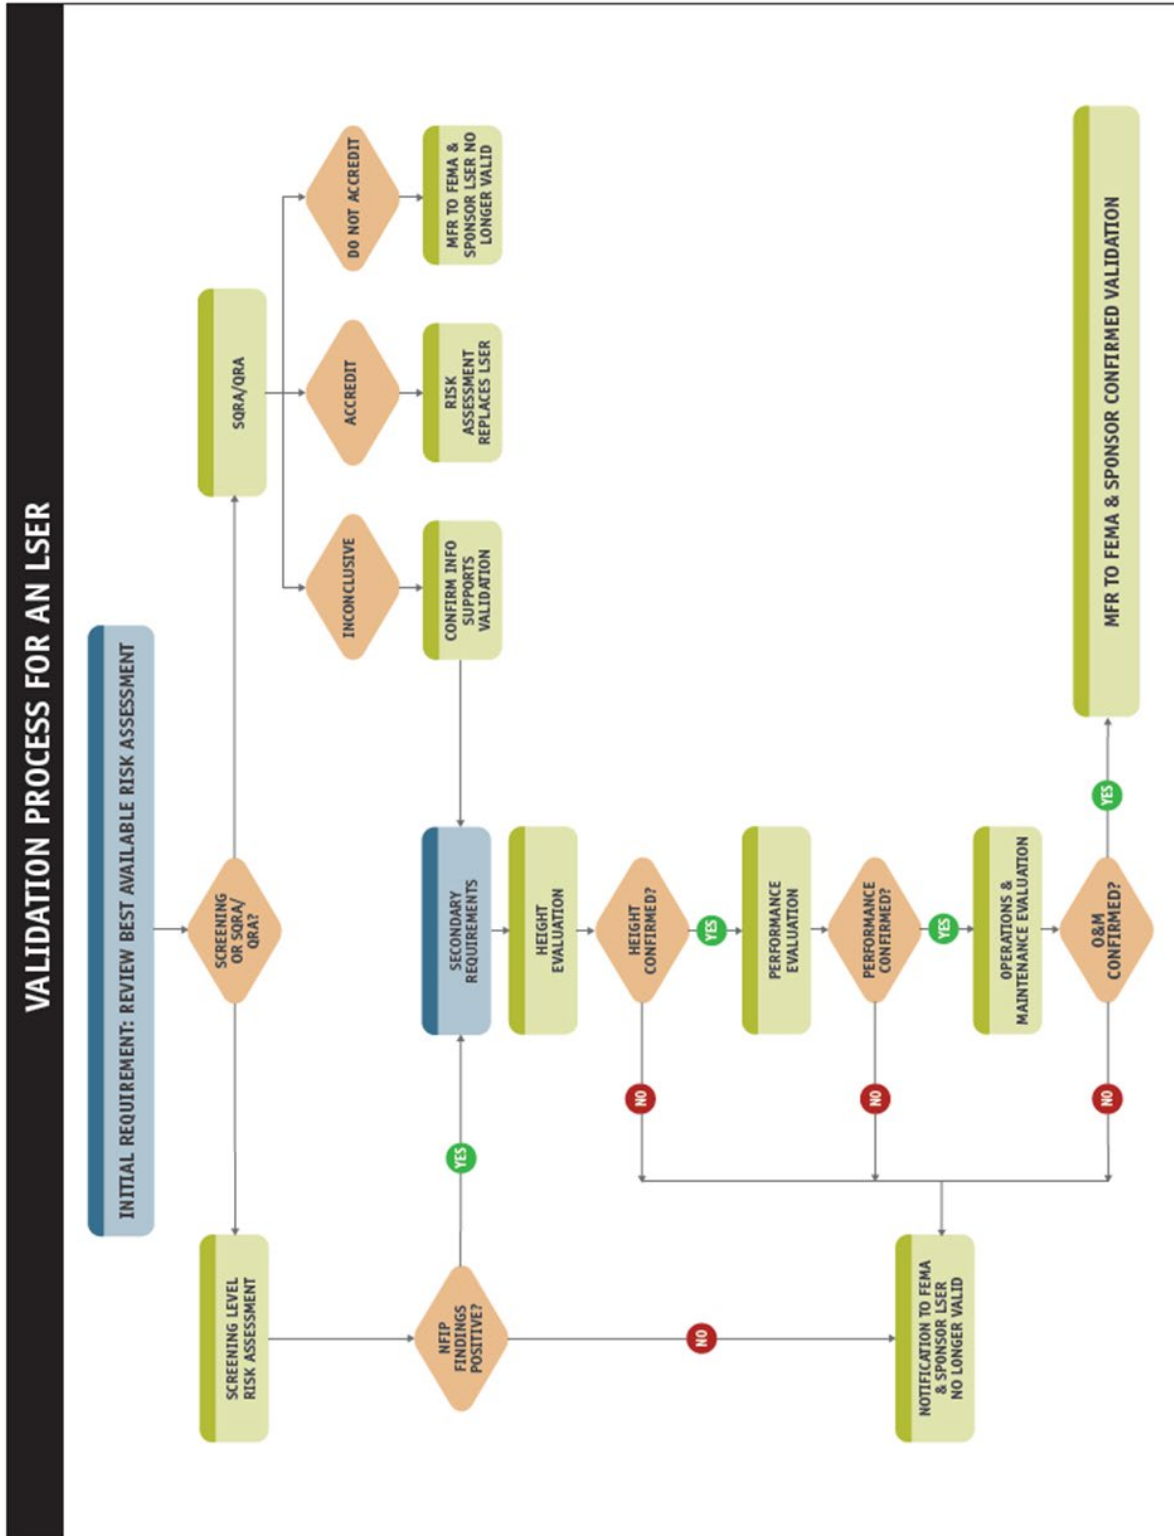 VALIDATION PROCESS FOR AN LSER
INITIAL REQUIREMENT: REVIEW BEST AVAILABLE RISK ASSESSMENT
SCREENING
OR SQRA/
QRA?
SCREENING LEVEL
RISK ASSESSMENT
SQRA/QRA
INCONCLUSIVE
ACCREDIT
DO NOT ACCREDIT
CONFIRM INFO
SUPPORTS
VALIDATION
RISK
ASSESSMENT
REPLACES LSER
MFR TO FEMA &
SPONSOR LSER NO
LONGER VALID
NFIP
FINDINGS
POSITIVE?
YES
SECONDARY
REQUIREMENTS
HEIGHT
EVALUATION
HEIGHT
CONFIRMED?
NO
YES
NO
PERFORMANCE
EVALUATION
PERFORMANCE
CONFIRMED?
NO
YES
NOTIFICATION TO FEMA
& SPONSOR LSER
NO LONGER VALID
OPERATIONS &
MAINTENANCE EVALUATION
O&M
CONFIRMED?
NO
YES
MFR TO FEMA & SPONSOR CONFIRMED VALIDATION